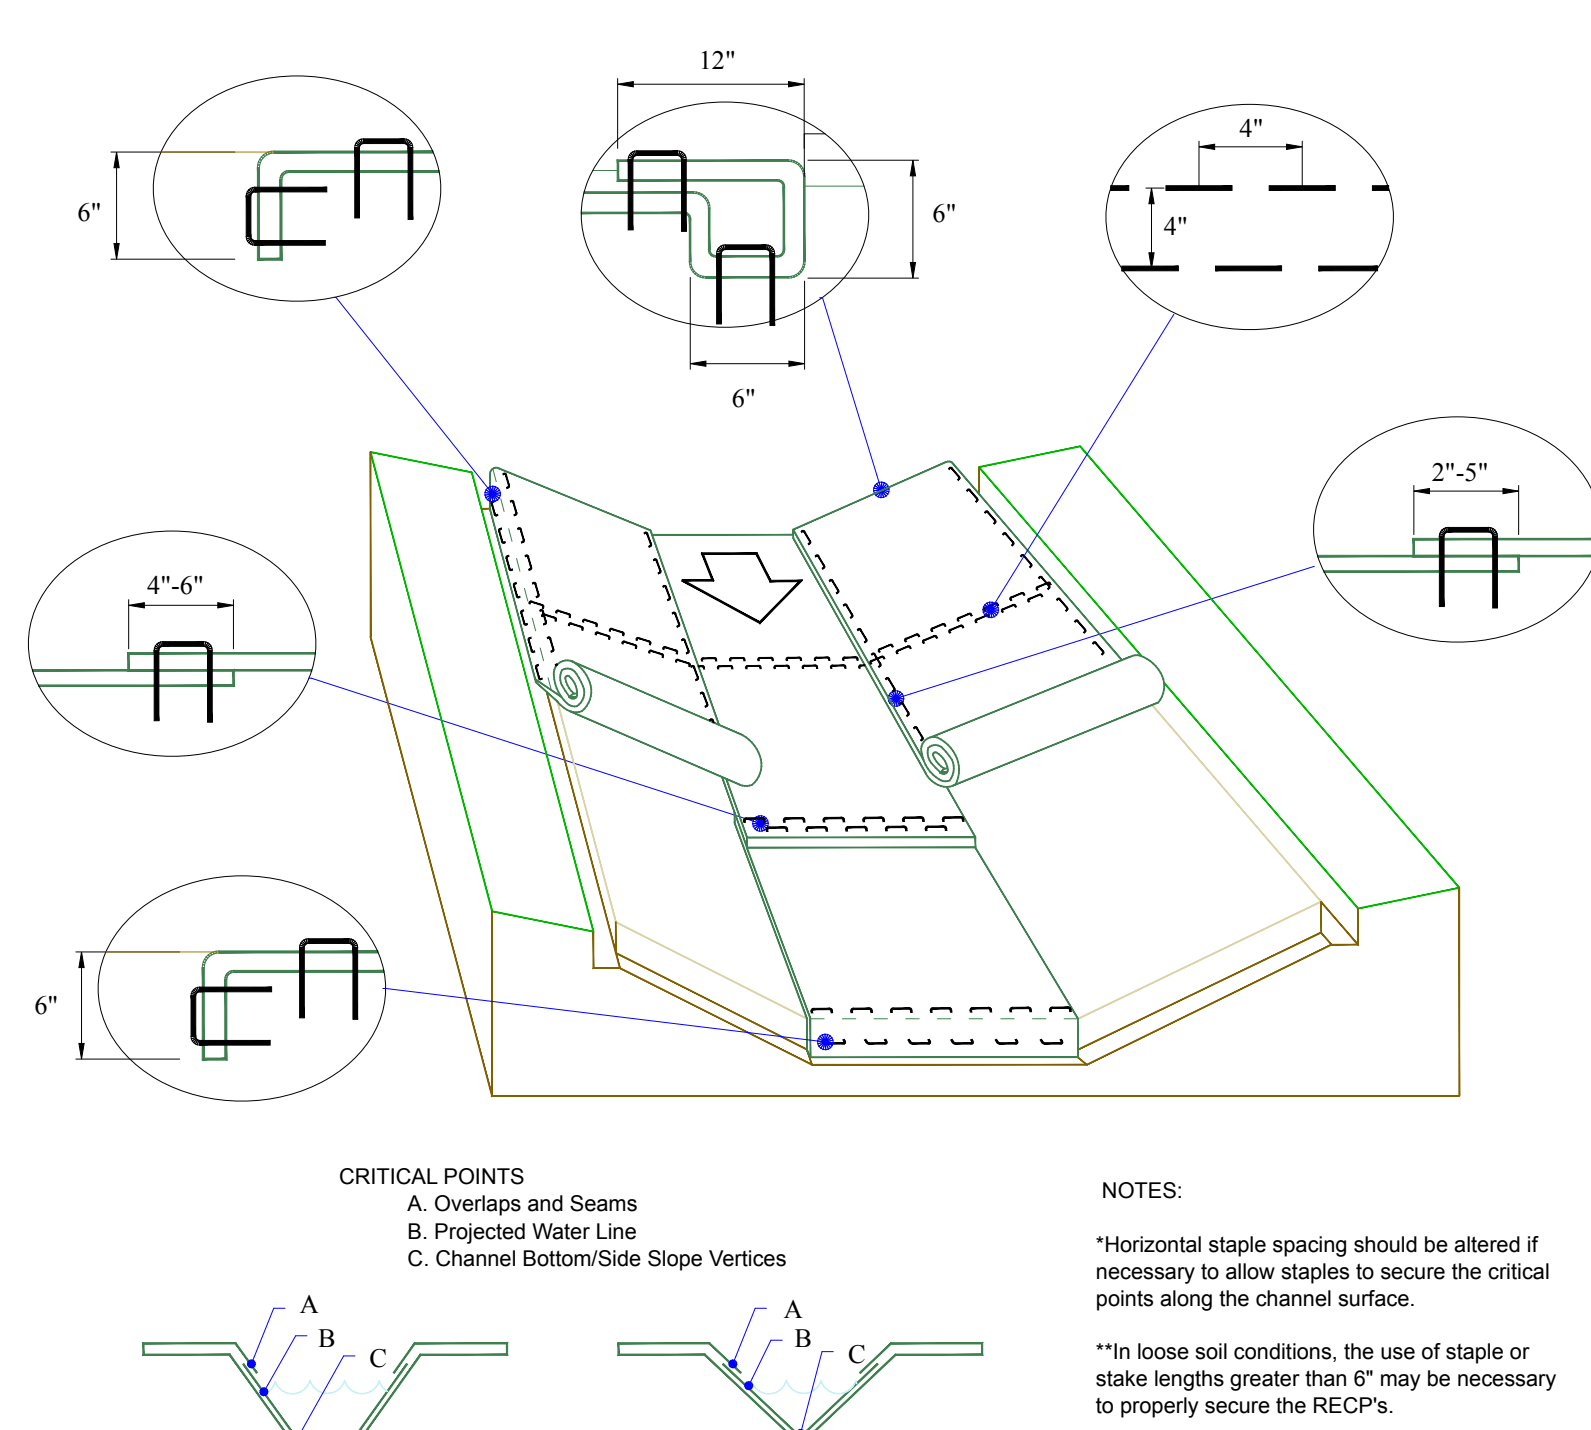 12"
6"
6"
6"
4"
4"
2"-5"
4"-6"
6"
CRITICAL POINTS
A. Overlaps and Seams
B. Projected Water Line
C. Channel Bottom/Side Slope Vertices
A
B
C
A
B
C
NOTES:
*Horizontal staple spacing should be altered if
necessary to allow staples to secure the critical
points along the channel surface.
**In loose soil conditions, the use of staple or
stake lengths greater than 6" may be necessary
to properly secure the RECP's.